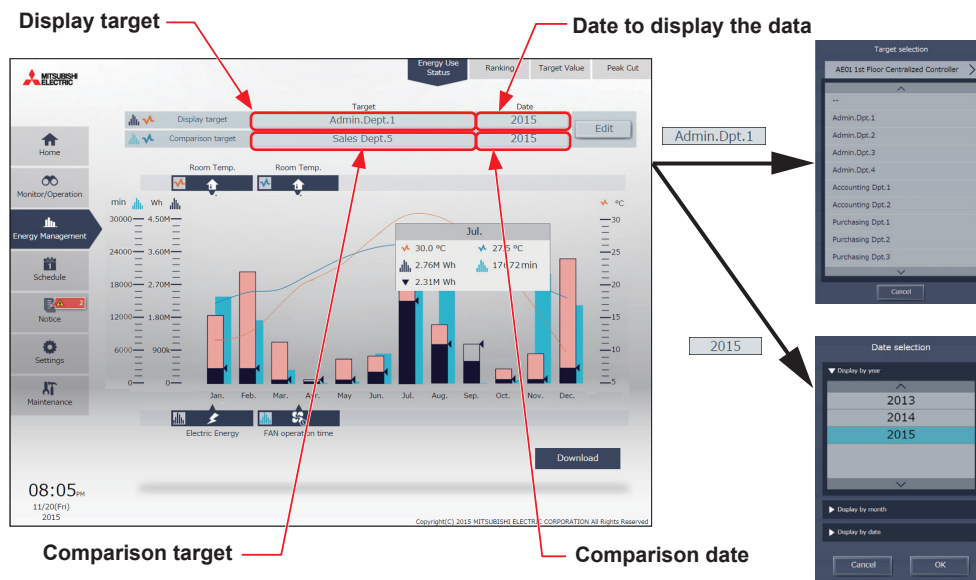 Display target
Date to display the data
MITSUBISHI
ELECTRIC
Energy Use
Status
Ranking
Target Value
Peak Cut
Target
Date
Display target
Admin.Dept.1
2015
Comparison target
Sales Dept.5
2015
Edit
Home
Monitor/Operation
Energy Management
Schedule
Notice
2
Settings
Maintenance
Room Temp.
Room Temp.
min
Wh
°C
30000
4.50M
30
24000
3.60M
25
18000
2.70M
20
12000
1.80M
15
6000
900k
10
0
0
5
Jul.
30.0 ºC
27.5 ºC
2.76M Wh
17072min
2.31M Wh
Jan.
Feb.
Mar.
Apr.
May
Jun.
Jul.
Aug.
Sep.
Oct.
Nov.
Dec.
Electric Energy
FAN operation time
Download
08:05PM
11/20(Fri)
2015
Copyright(C) 2015 MITSUBISHI ELECTRIC CORPORATION All Rights Reserved
Comparison target
Comparison date
Admin.Dpt.1
2015
Target selection
AE01 1st Floor Centralized Controller
--
Admin.Dpt.1
Admin.Dpt.2
Admin.Dpt.3
Admin.Dpt.4
Accounting Dpt.1
Accounting Dpt.2
Purchasing Dpt.1
Purchasing Dpt.2
Purchasing Dpt.3
Cancel
Date selection
Display by year
2013
2014
2015
Display by month
Display by date
Cancel
OK